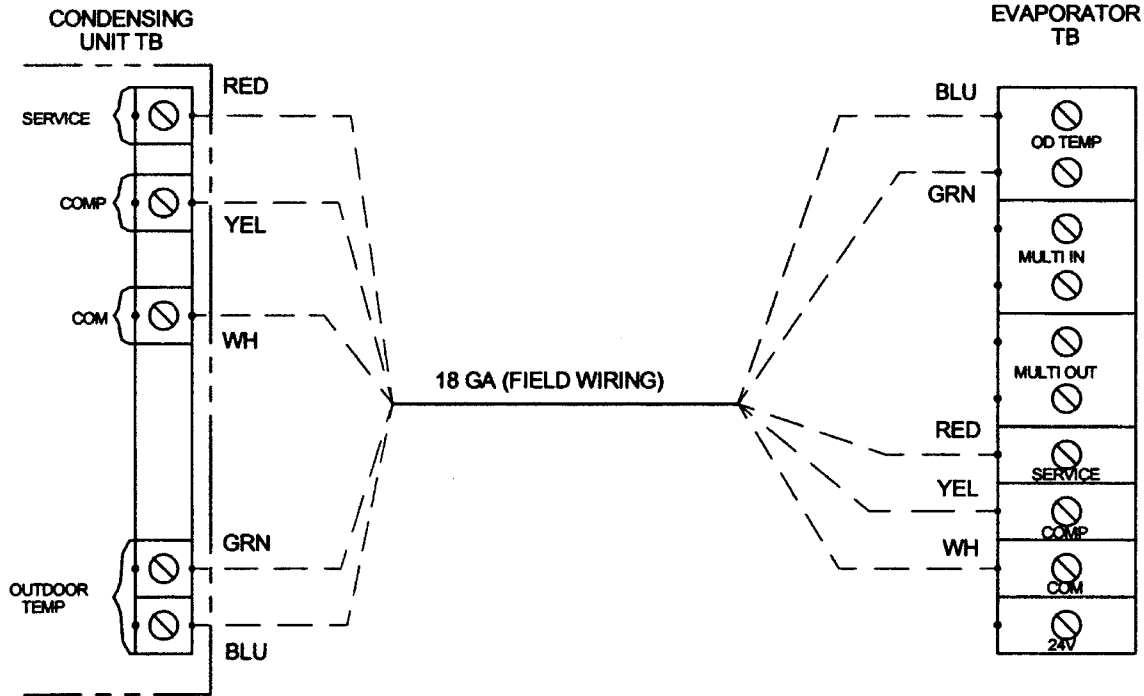 CONDENSING
UNIT TB
EVAPORATOR
TB
RED
SERVICE
COMP
YEL
COM
WH
GRN
OUTDOOR
TEMP
BLU
18 GA (FIELD WIRING)
BLU
OD TEMP
GRN
MULTI IN
MULTI OUT
RED
SERVICE
YEL
COMP
WH
COM
24V